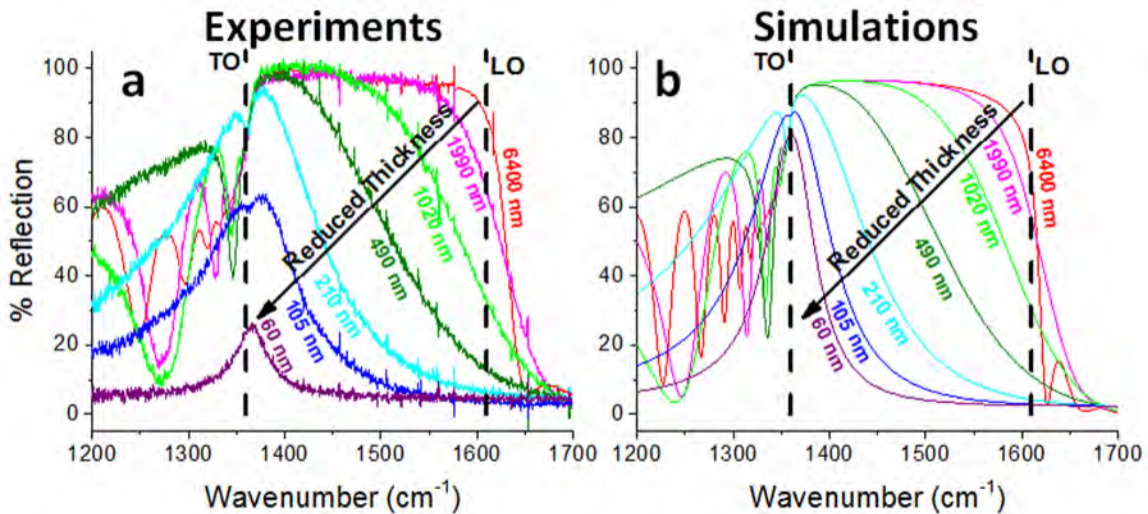 Experiments
Simulations
a
TO
LO
Reduced Thickness
6400 nm
1990 nm
1020 nm
490 nm
210 nm
105 nm
60 nm
% Reflection
100
80
60
40
20
0
1200 1300 1400 1500 1600 1700
Wavenumber (cm⁻¹)
b
TO
LO
Reduced Thickness
6400 nm
1990 nm
1020 nm
490 nm
210 nm
105 nm
60 nm
100
80
60
40
20
0
1200 1300 1400 1500 1600 1700
Wavenumber (cm⁻¹)